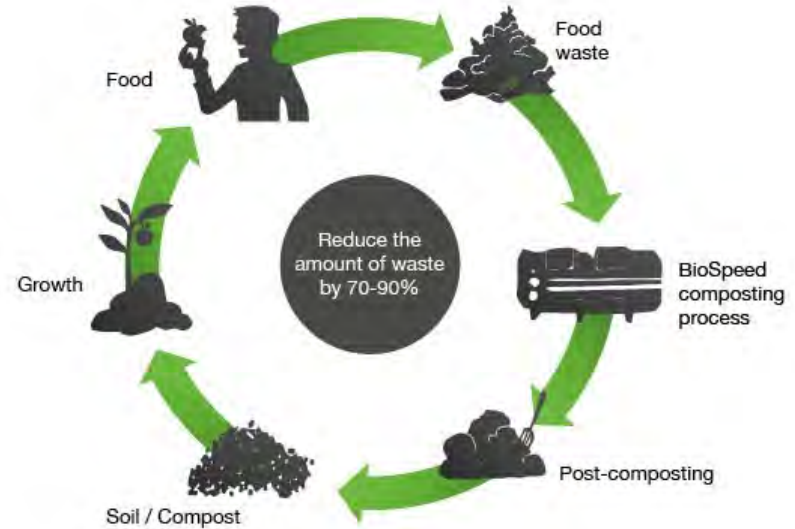 Food
Food
waste
BioSpeed
composting
process
Post-composting
Soil / Compost
Growth
Reduce the
amount of waste
by 70-90%